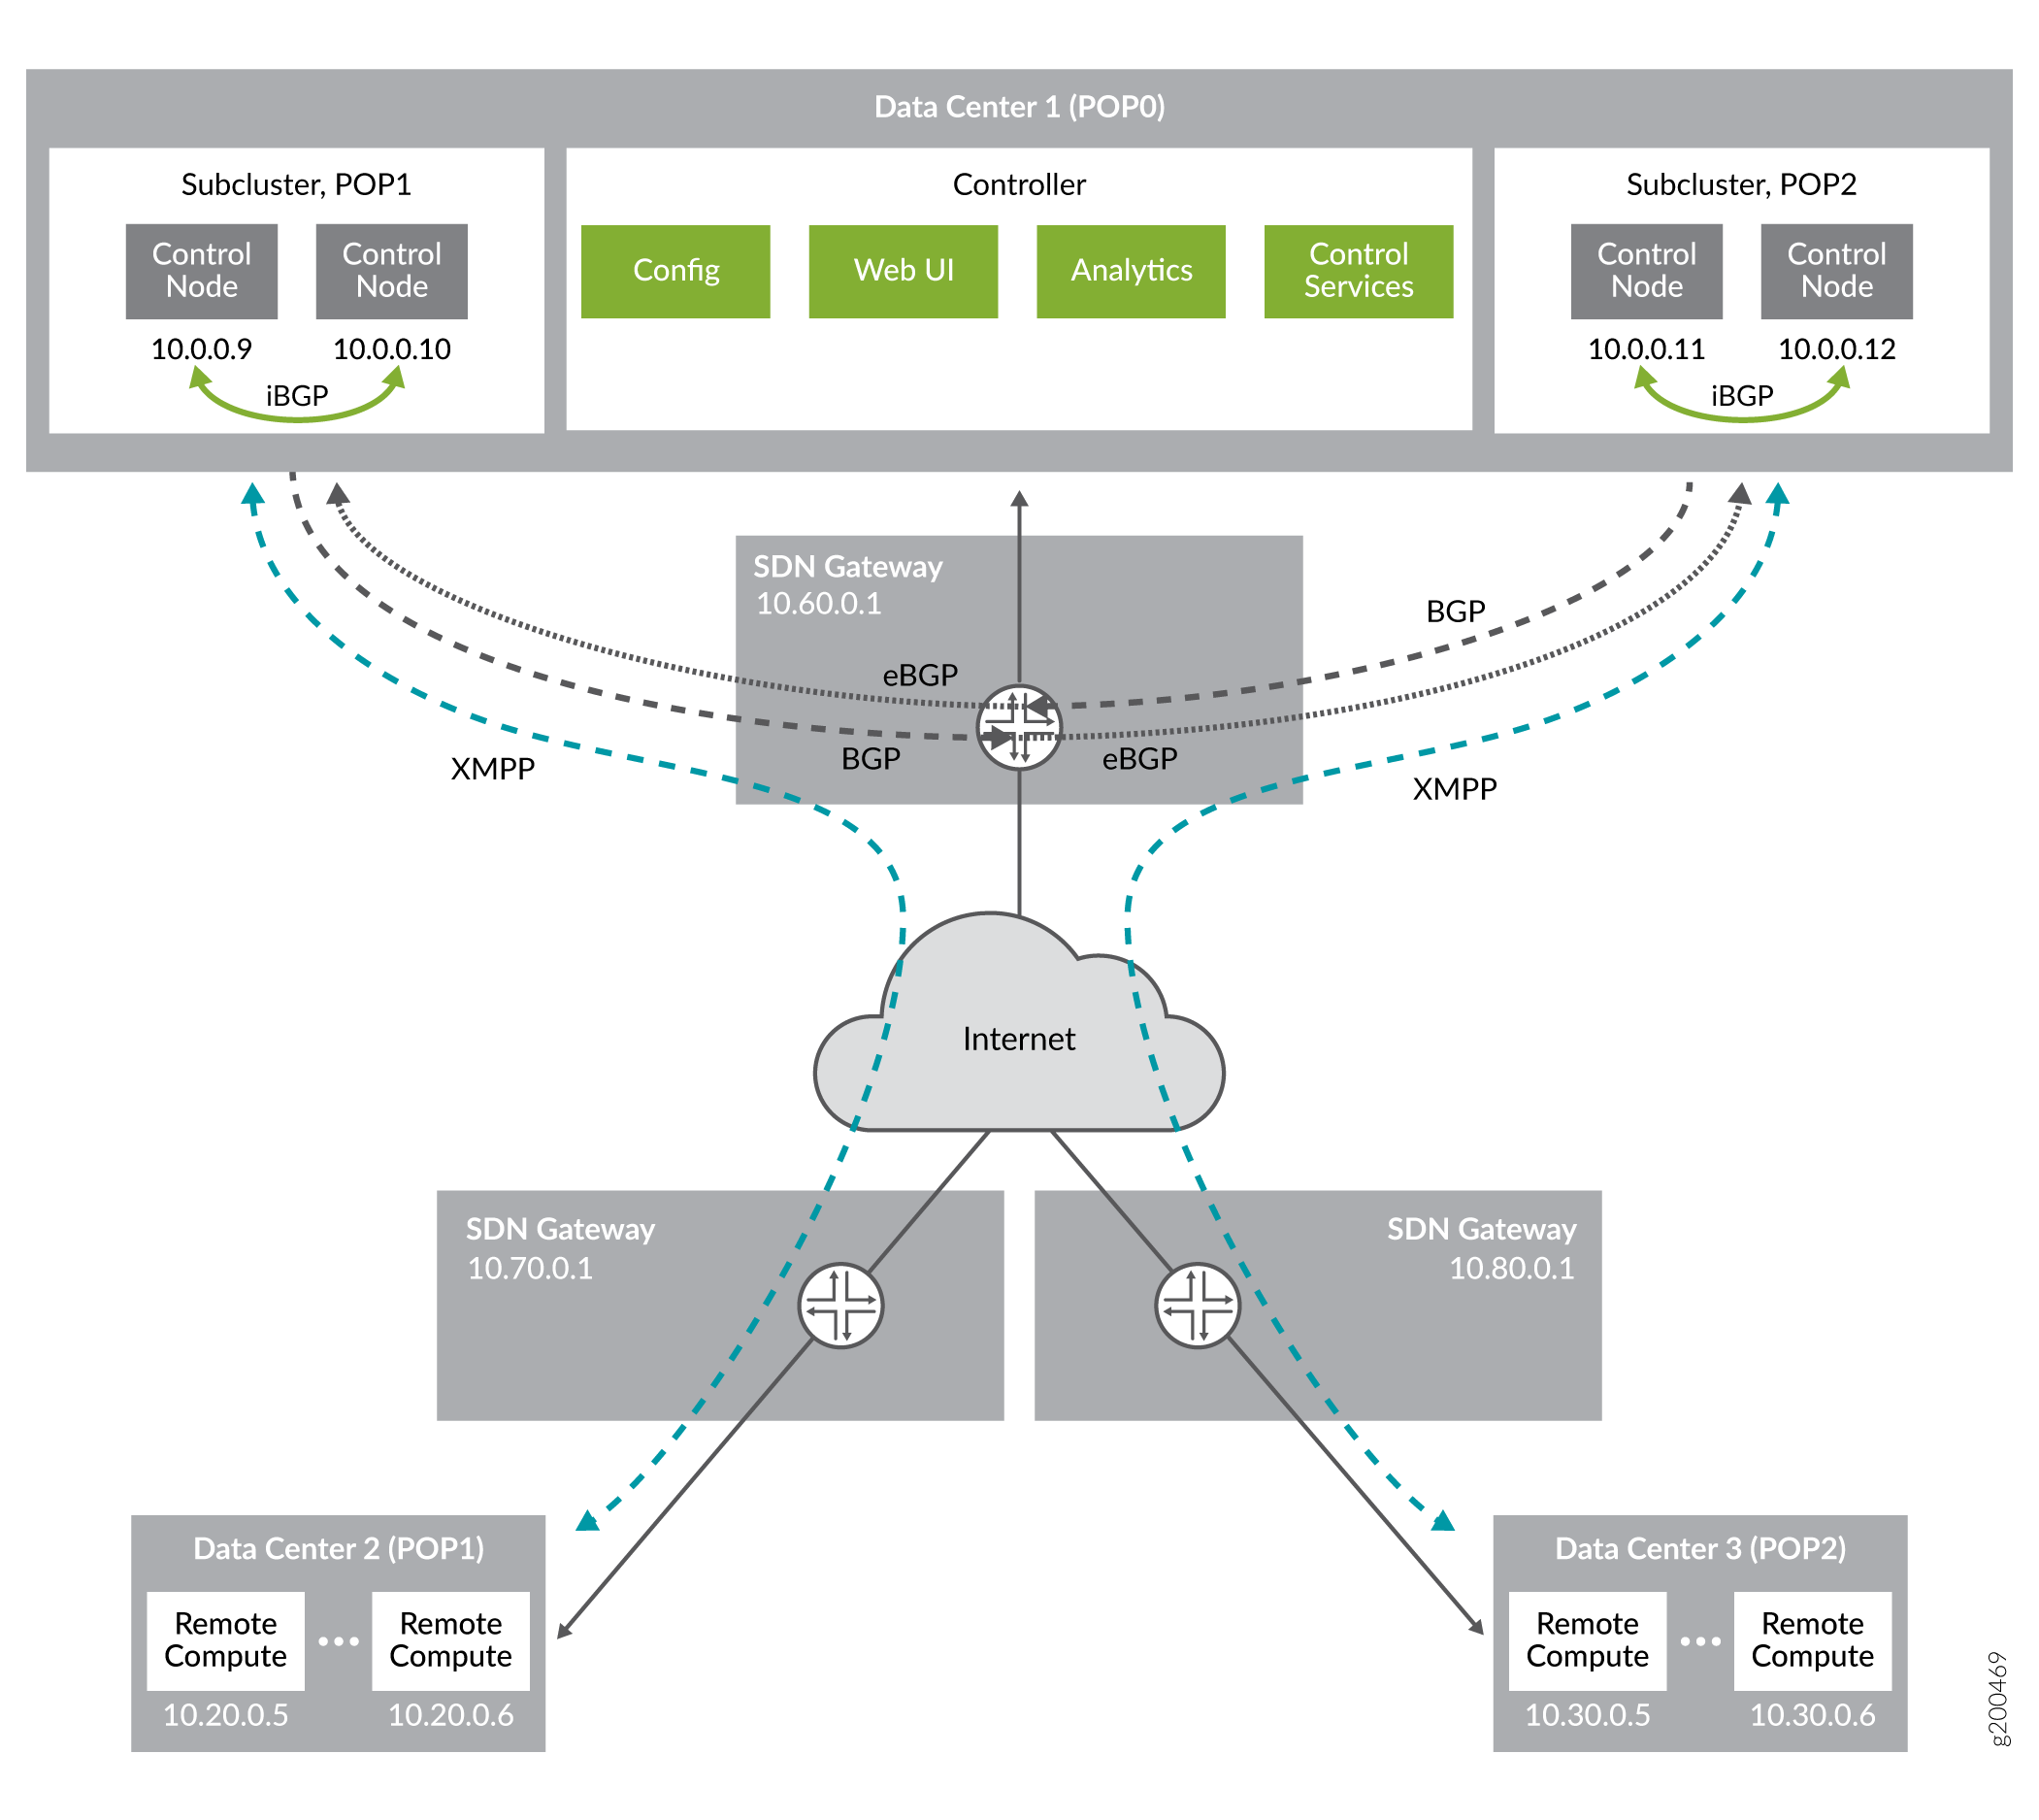 Data Center 1 (POP0)
Subcluster, POP1
Control
Node
Control
Node
10.0.0.9
10.0.0.10
iBGP
Controller
Config
Web UI
Analytics
Control
Services
Subcluster, POP2
Control
Node
Control
Node
10.0.0.11
10.0.0.12
iBGP
SDN Gateway
10.60.0.1
BGP
eBGP
BGP
eBGP
XMPP
XMPP
Internet
SDN Gateway
10.70.0.1
SDN Gateway
10.80.0.1
Data Center 2 (POP1)
Remote
Compute
Remote
Compute
10.20.0.5
10.20.0.6
Data Center 3 (POP2)
Remote
Compute
Remote
Compute
10.30.0.5
10.30.0.6
g200469